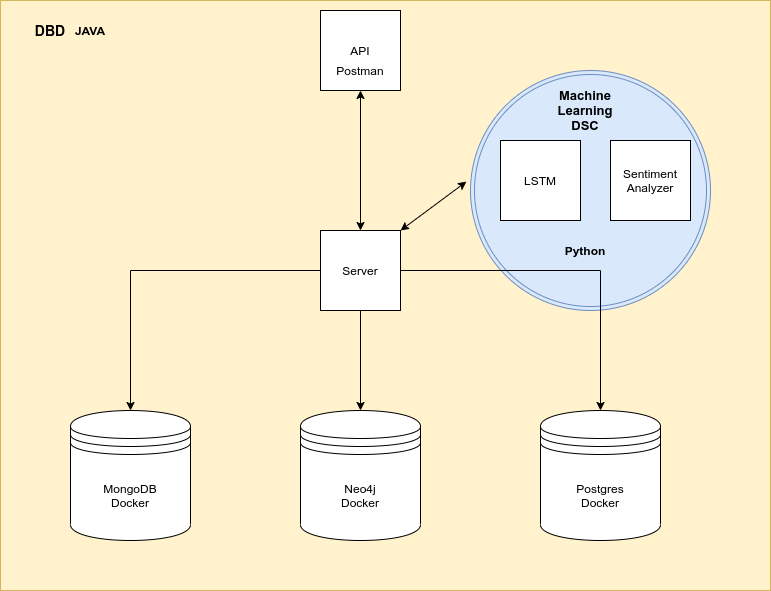 DBD JAVA
API
Postman
Machine
Learning
DSC
LSTM
Sentiment
Analyzer
Python
Server
MongoDB
Docker
Neo4j
Docker
Postgres
Docker